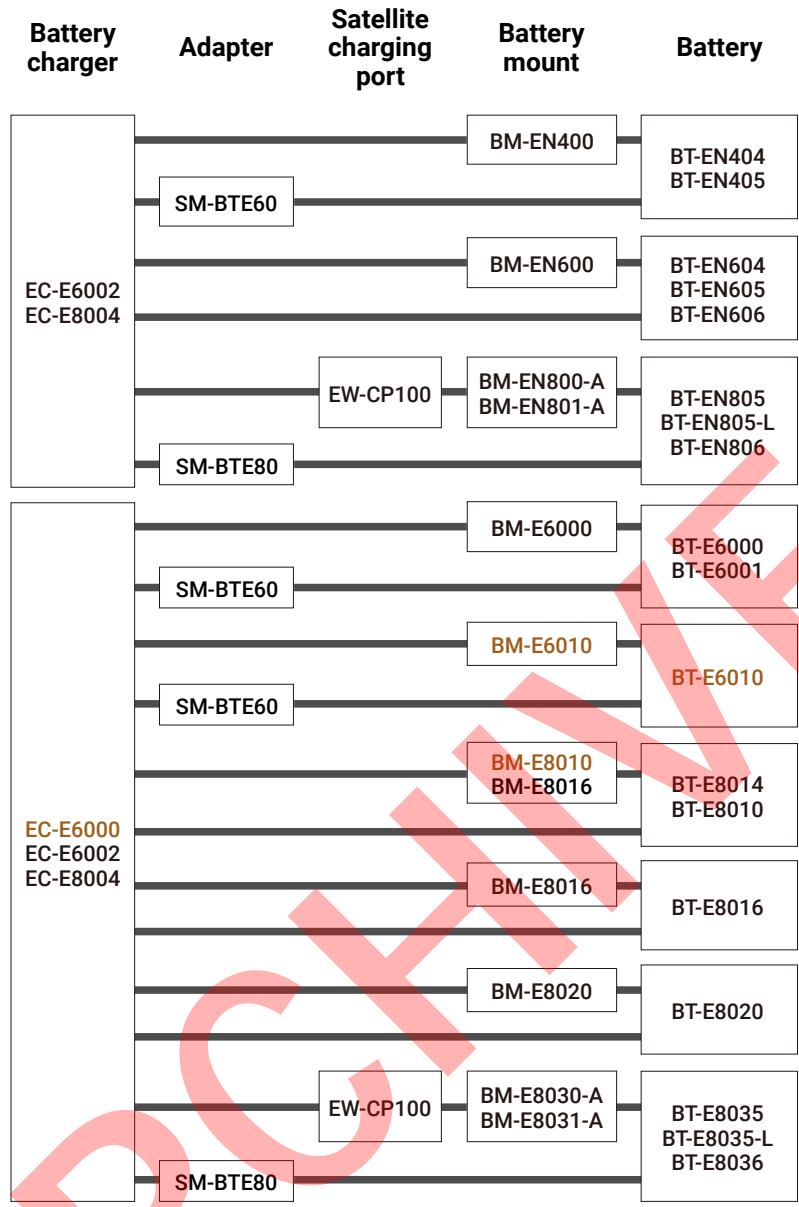 Battery
charger
Adapter
Satellite
charging
port
Battery
mount
Battery
EC-E6002
EC-E8004
BM-EN400
BT-EN404
BT-EN405
SM-BTE60
BM-EN600
BT-EN604
BT-EN605
BT-EN606
EW-CP100
BM-EN800-A
BM-EN801-A
BT-EN805
BT-EN805-L
BT-EN806
SM-BTE80
EC-E6000
EC-E6002
EC-E8004
BM-E6000
BT-E6000
BT-E6001
SM-BTE60
BM-E6010
BT-E6010
SM-BTE60
BM-E8010
BM-E8016
BT-E8014
BT-E8010
BM-E8016
BT-E8016
BM-E8020
BT-E8020
EW-CP100
BM-E8030-A
BM-E8031-A
BT-E8035
BT-E8035-L
BT-E8036
SM-BTE80